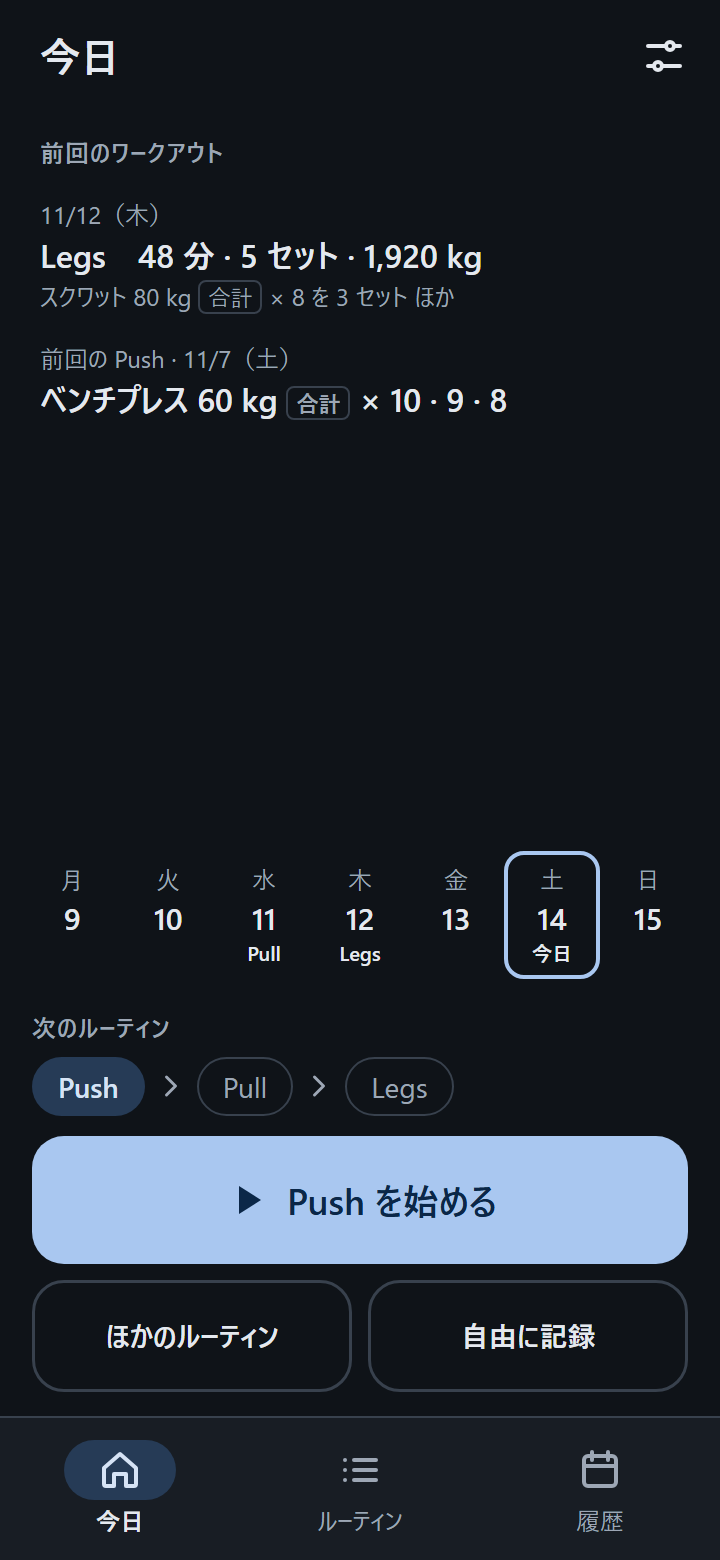 今日
前回のワークアウト
11/12（木）
Legs　48 分 · 5 セット · 1,920 kg
スクワット 80 kg 合計 × 8 を 3 セット ほか
前回の Push · 11/7（土）
ベンチプレス 60 kg 合計 × 10 · 9 · 8
月 火 水 木 金 土 日
9 10 11 12 13 14 15
Pull Legs 今日
次のルーティン
Push Pull Legs
Push を始める
ほかのルーティン 自由に記録
今日 ルーティン 履歴